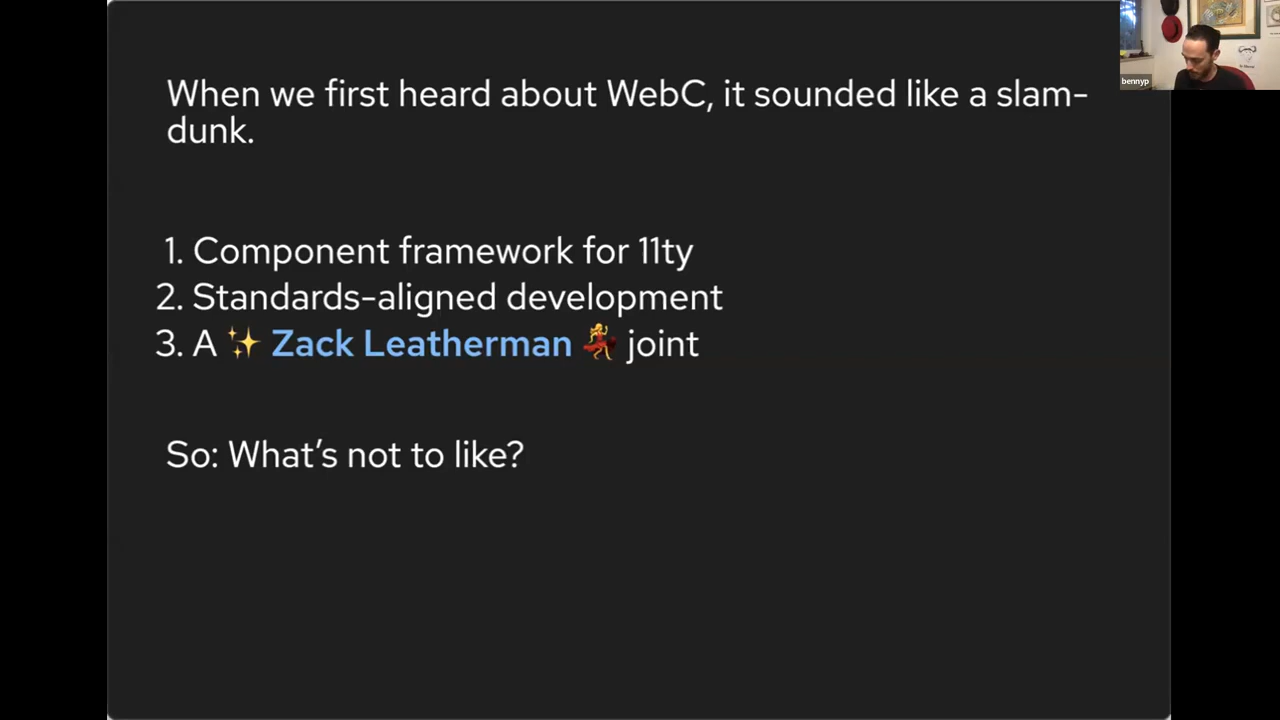 When we first heard about WebC, it sounded like a slam-
dunk.
1. Component framework for 11ty
2. Standards-aligned development
3. A ✨ Zack Leatherman 💃 joint
So: What's not to like?
bennyp